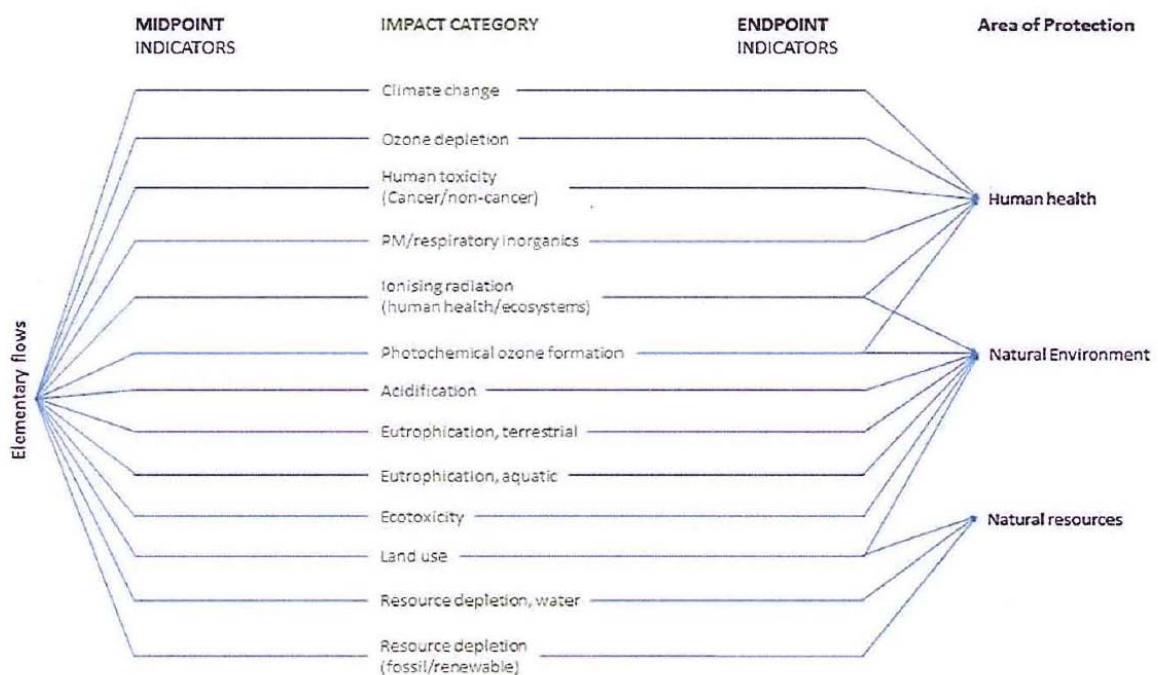 MIDPOINT
INDICATORS
IMPACT CATEGORY
ENDPOINT
INDICATORS
Area of Protection
Climate change
Ozone depletion
Human toxicity
(Cancer/non-cancer)
Human health
PM/respiratory inorganics
Ionising radiation
(human health/ecosystems)
Elementary flows
Photochemical ozone formation
Natural Environment
Acidification
Eutrophication, terrestrial
Eutrophication, aquatic
Ecotoxicity
Natural resources
Land use
Resource depletion, water
Resource depletion
(fossil/renewable)